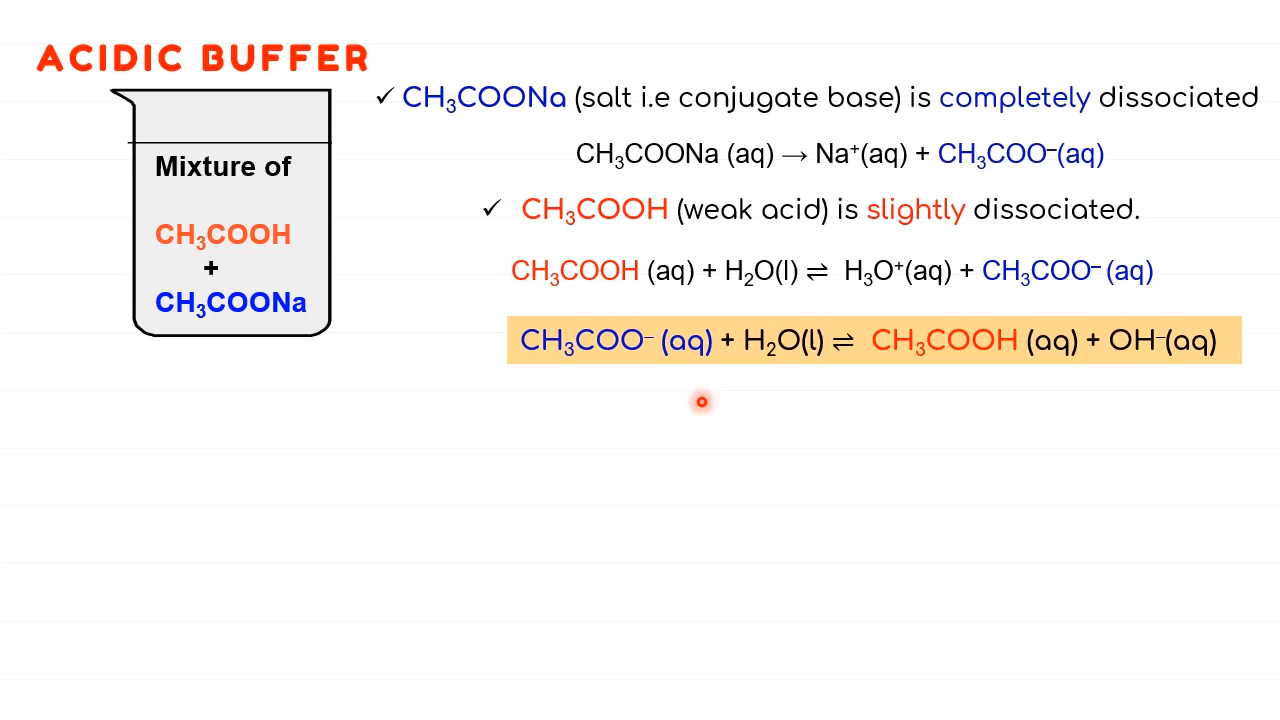 ACIDIC BUFFER
✓ CH₃COONa (salt i.e conjugate base) is completely dissociated
CH₃COONa (aq) → Na⁺(aq) + CH₃COO⁻(aq)
✓ CH₃COOH (weak acid) is slightly dissociated.
CH₃COOH (aq) + H₂O(l) ⇌ H₃O⁺(aq) + CH₃COO⁻ (aq)
CH₃COO⁻ (aq) + H₂O(l) ⇌ CH₃COOH (aq) + OH⁻(aq)
Mixture of
CH₃COOH
+
CH₃COONa